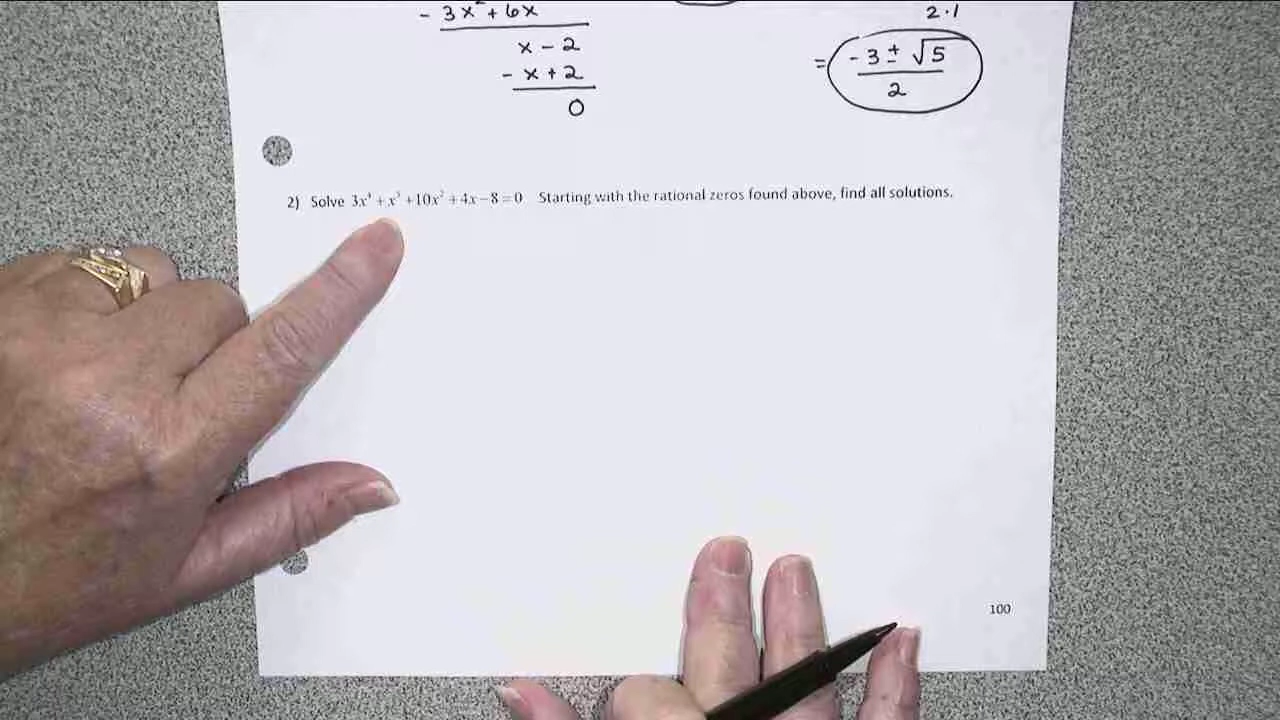 - 3x² + 6x
x - 2
- x + 2
0
2·1
= -3 ± √5
2
2) Solve 3x⁴ + x³ + 10x² + 4x - 8 = 0 Starting with the rational zeros found above, find all solutions.
100